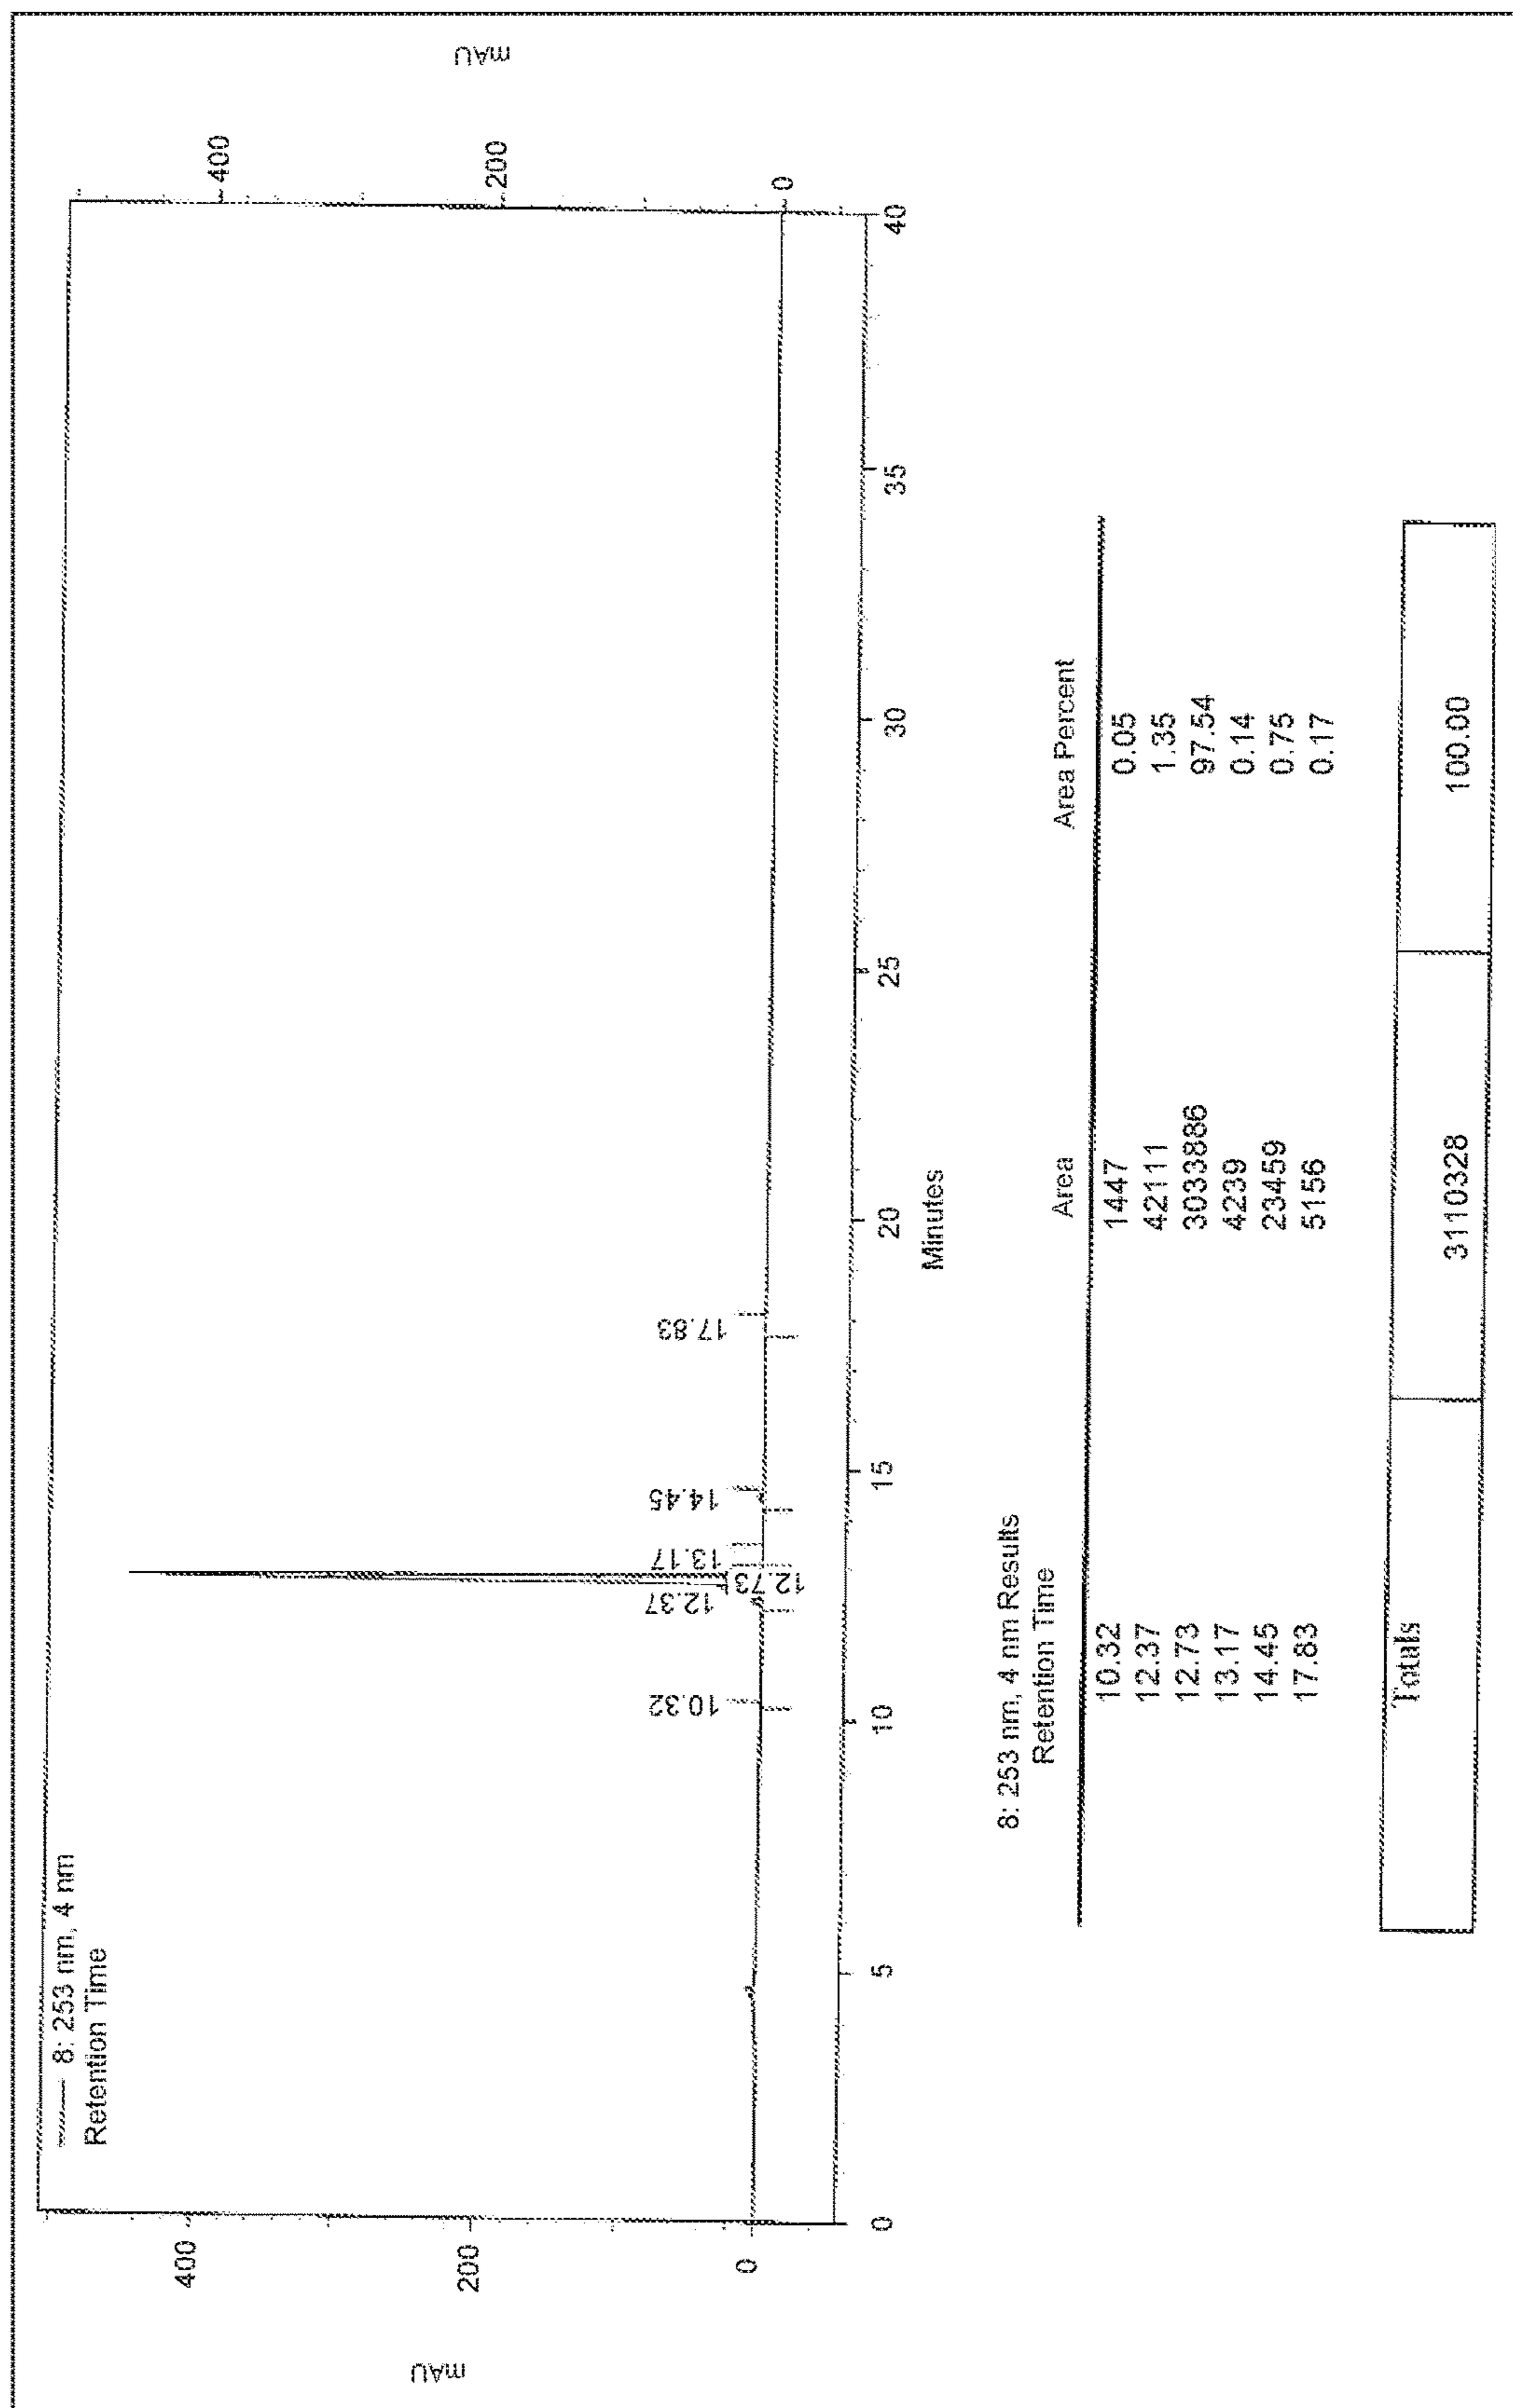 8: 253 nm, 4 nm
Retention Time
mAU
400
200
0
mAU
400
200
0
10.32
12.37
12.73
13.17
14.45
17.83
0 5 10 15 20 25 30 35 40
Minutes
8: 253 nm, 4 nm Results
Retention Time Area Area Percent
10.32 1447 0.05
12.37 42111 1.35
12.73 3033886 97.54
13.17 4239 0.14
14.45 23459 0.75
17.83 5156 0.17
Totals 3110328 100.00